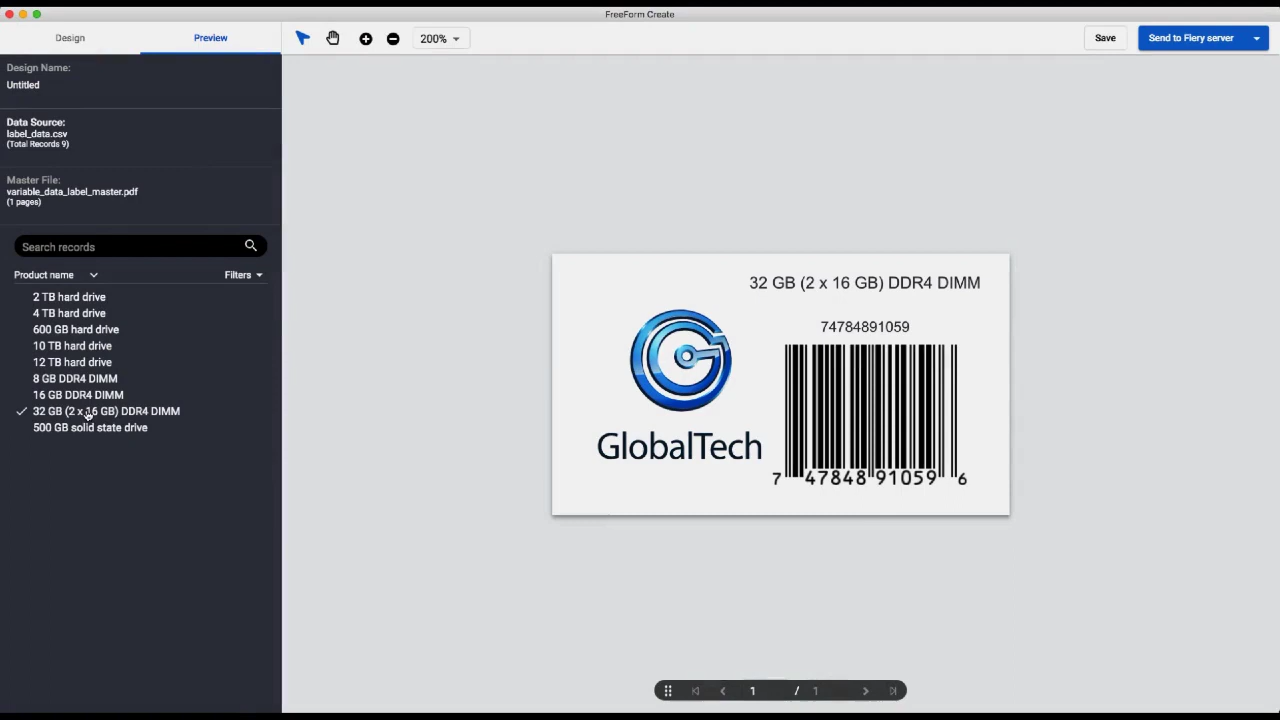 FreeForm Create
Design
Preview
200%
Save
Send to Fiery server
Design Name:
Untitled
Data Source:
label_data.csv
(Total Records 9)
Master File:
variable_data_label_master.pdf
(1 pages)
Search records
Product name
Filters
2 TB hard drive
4 TB hard drive
600 GB hard drive
10 TB hard drive
12 TB hard drive
8 GB DDR4 DIMM
16 GB DDR4 DIMM
32 GB (2 x 16 GB) DDR4 DIMM
500 GB solid state drive
32 GB (2 x 16 GB) DDR4 DIMM
74784891059
GlobalTech
7 47848 91059 6
1 / 1